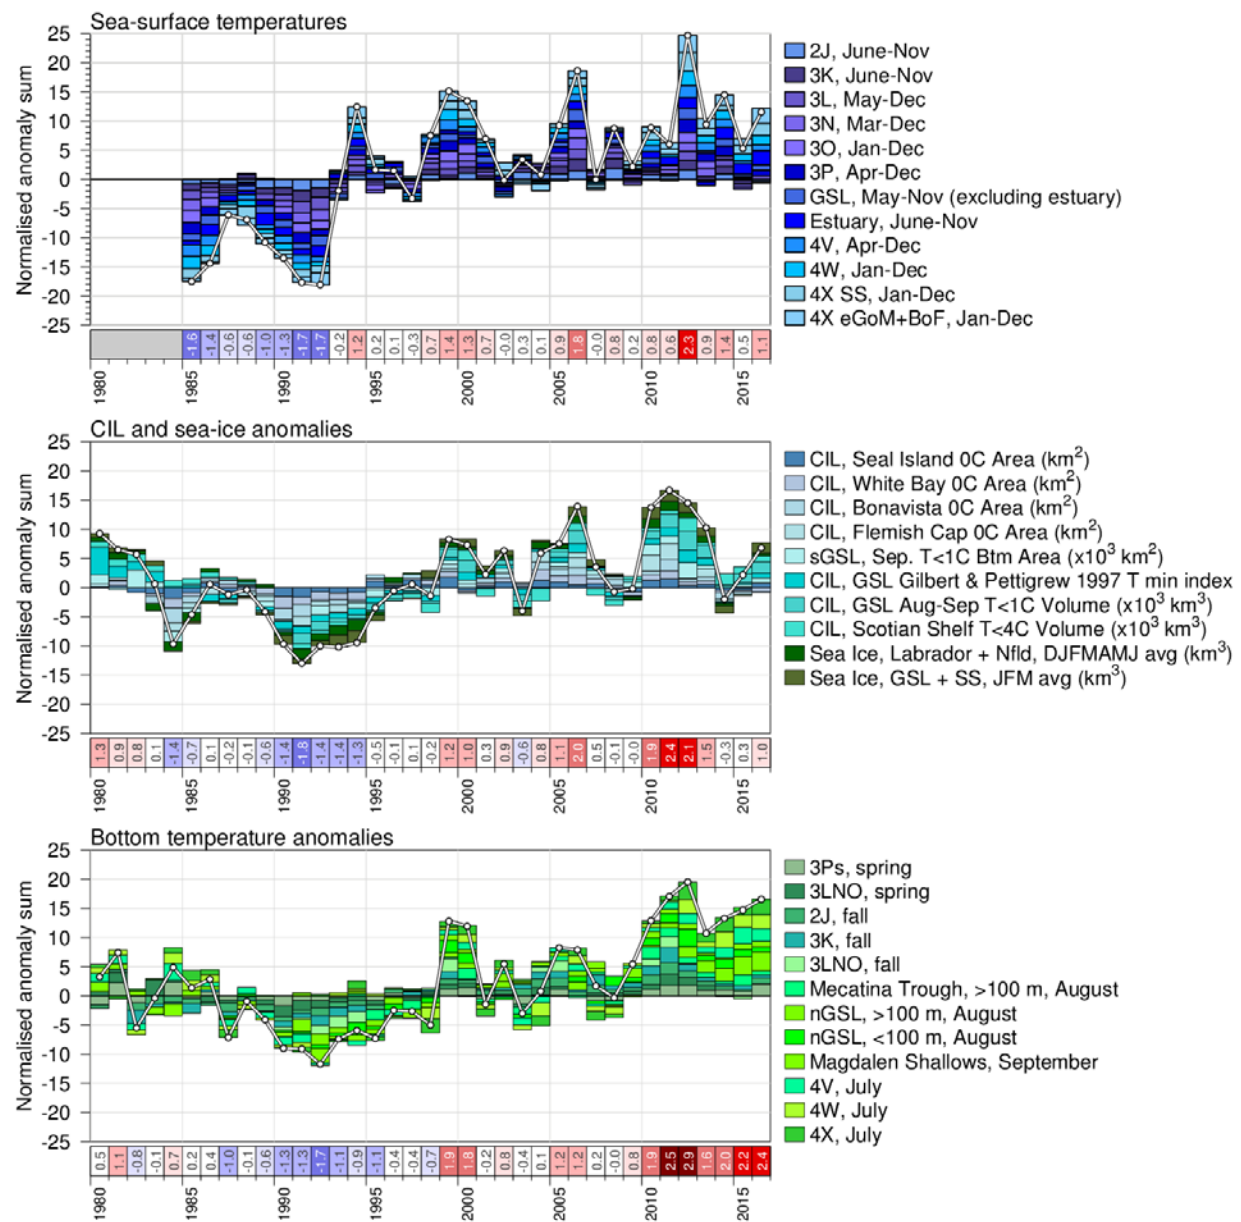 Sea-surface temperatures
Normalised anomaly sum
25
20
15
10
5
0
-5
-10
-15
-20
-25
2J, June-Nov
3K, June-Nov
3L, May-Dec
3N, Mar-Dec
3O, Jan-Dec
3P, Apr-Dec
GSL, May-Nov (excluding estuary)
Estuary, June-Nov
4V, Apr-Dec
4W, Jan-Dec
4X SS, Jan-Dec
4X eGoM+BoF, Jan-Dec
-1.6 -1.4 -0.6 -0.6 -1.0 -1.3 -1.7 -1.7 -0.2 1.2 0.2 0.1 -0.3 0.7 1.4 1.3 0.7 -0.0 0.3 0.1 0.9 1.8 -0.0 0.8 0.2 0.8 0.6 2.3 0.9 1.4 0.5 1.1
1980 1985 1990 1995 2000 2005 2010 2015
CIL and sea-ice anomalies
Normalised anomaly sum
25
20
15
10
5
0
-5
-10
-15
-20
-25
CIL, Seal Island 0C Area (km²)
CIL, White Bay 0C Area (km²)
CIL, Bonavista 0C Area (km²)
CIL, Flemish Cap 0C Area (km²)
sGSL, Sep. T<1C Btm Area (x10³ km²)
CIL, GSL Gilbert & Pettigrew 1997 T min index
CIL, GSL Aug-Sep T<1C Volume (x10³ km³)
CIL, Scotian Shelf T<4C Volume (x10³ km³)
Sea Ice, Labrador + Nfld, DJFMAMJ avg (km³)
Sea Ice, GSL + SS, JFM avg (km³)
1.3 0.9 0.8 0.1 -1.4 -0.7 0.1 -0.2 -0.1 -0.6 -1.4 -1.8 -1.4 -1.4 -1.3 -0.5 -0.1 0.1 -0.2 1.2 1.0 0.3 0.9 -0.6 0.8 1.1 2.0 0.5 -0.1 -0.0 1.9 2.4 2.1 1.5 -0.3 0.3 1.0
1980 1985 1990 1995 2000 2005 2010 2015
Bottom temperature anomalies
Normalised anomaly sum
25
20
15
10
5
0
-5
-10
-15
-20
-25
3Ps, spring
3LNO, spring
2J, fall
3K, fall
3LNO, fall
Mecatina Trough, >100 m, August
nGSL, >100 m, August
nGSL, <100 m, August
Magdalen Shallows, September
4V, July
4W, July
4X, July
0.5 1.1 -0.8 -0.1 0.7 0.2 0.4 -1.0 -0.1 -0.6 -1.3 -1.3 -1.7 -1.1 -0.9 -1.1 -0.4 -0.4 -0.7 1.9 1.8 -0.2 0.8 -0.4 0.1 1.2 1.2 0.2 -0.0 0.8 1.9 2.5 2.9 1.6 2.0 2.2 2.4
1980 1985 1990 1995 2000 2005 2010 2015